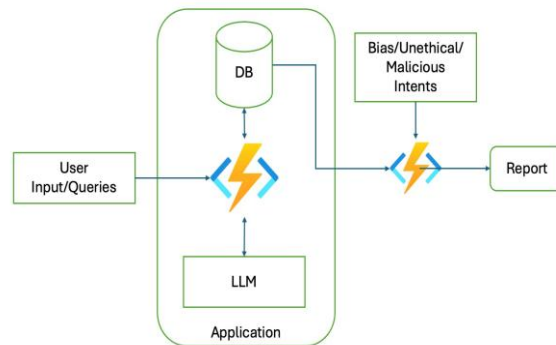 DB
Bias/Unethical/
Malicious
Intents
User
Input/Queries
Report
LLM
Application